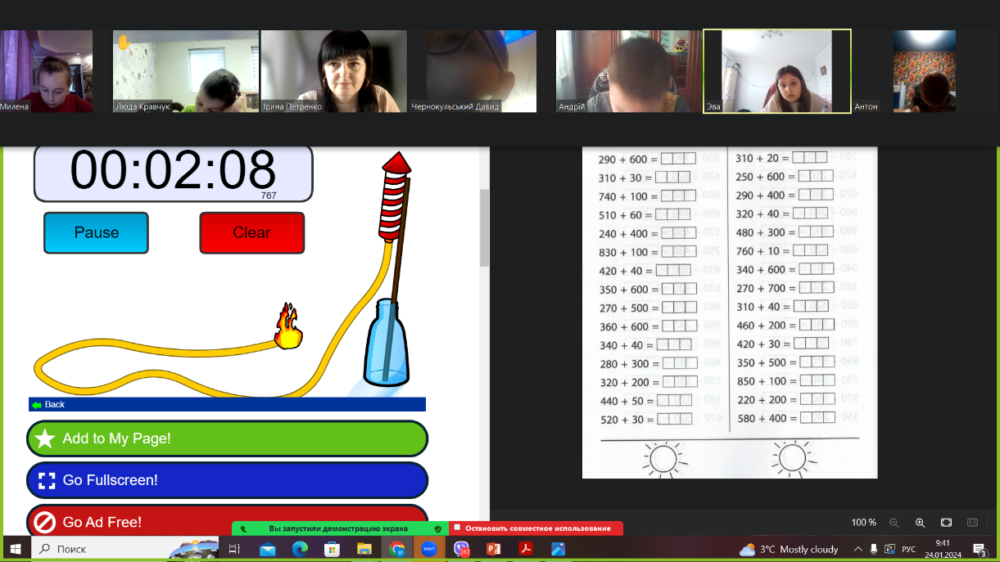 Милена
Люда Кравчук
Ірина Петренко
Чернокульський Давид
Андрій
Эва
Антон
00:02:08
767
Pause
Clear
Back
Add to My Page!
Go Fullscreen!
Go Ad Free!
290 + 600 =
310 + 30 =
740 + 100 =
510 + 60 =
240 + 400 =
830 + 100 =
420 + 40 =
350 + 600 =
270 + 500 =
360 + 600 =
340 + 40 =
280 + 300 =
320 + 200 =
440 + 50 =
520 + 30 =
310 + 20 =
250 + 600 =
290 + 400 =
320 + 40 =
480 + 300 =
760 + 10 =
340 + 600 =
270 + 700 =
310 + 40 =
460 + 200 =
420 + 30 =
350 + 500 =
850 + 100 =
220 + 200 =
580 + 400 =
100 %
1:1
Вы запустили демонстрацию экрана
Остановить совместное использование
Поиск
zoom
267
3°C Mostly cloudy
РУС
9:41
24.01.2024
3